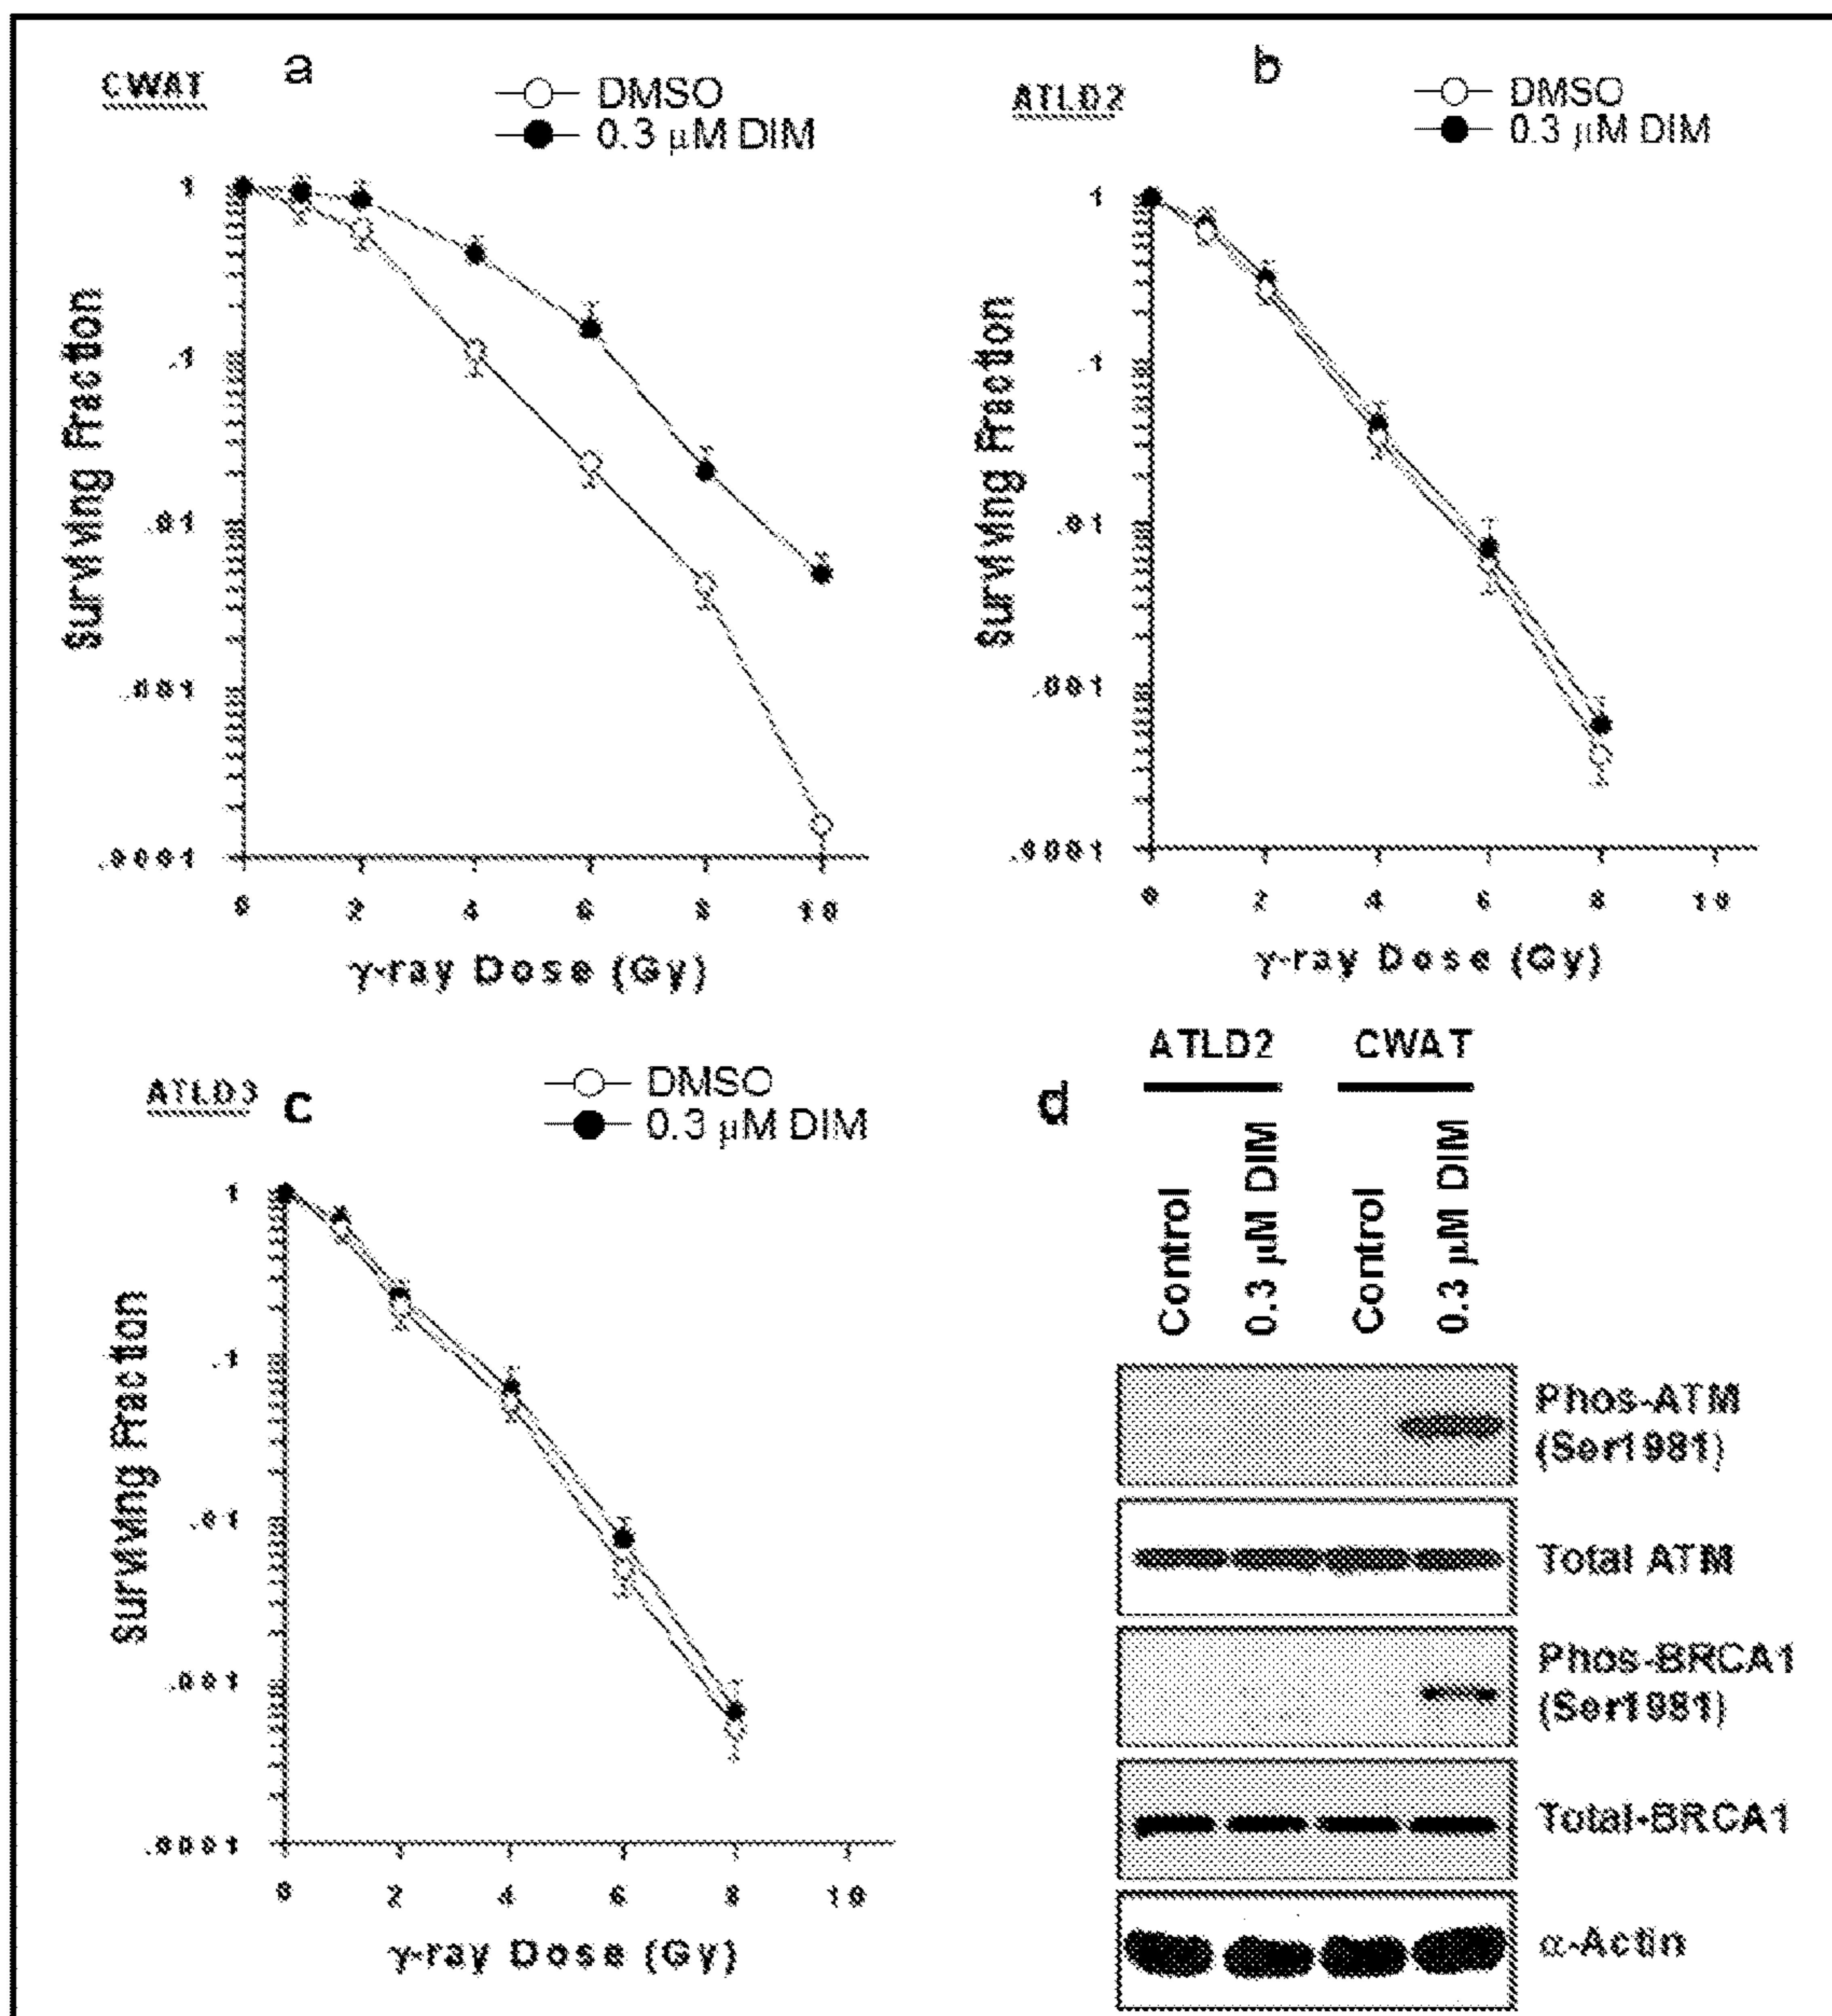 CWAT
a
DMSO
0.3 μM DIM
1
.1
.01
.001
.0001
Surviving Fraction
0 2 4 6 8 10
γ-ray Dose (Gy)
ATLD2
b
DMSO
0.3 μM DIM
1
.1
.01
.001
.0001
Surviving Fraction
0 2 4 6 8 10
γ-ray Dose (Gy)
ATLD3
c
DMSO
0.3 μM DIM
1
.1
.01
.001
.0001
Surviving Fraction
0 2 4 6 8 10
γ-ray Dose (Gy)
d
ATLD2 CWAT
Control
0.3 μM DIM
Control
0.3 μM DIM
Phos-ATM
(Ser1981)
Total ATM
Phos-BRCA1
(Ser1981)
Total-BRCA1
α-Actin